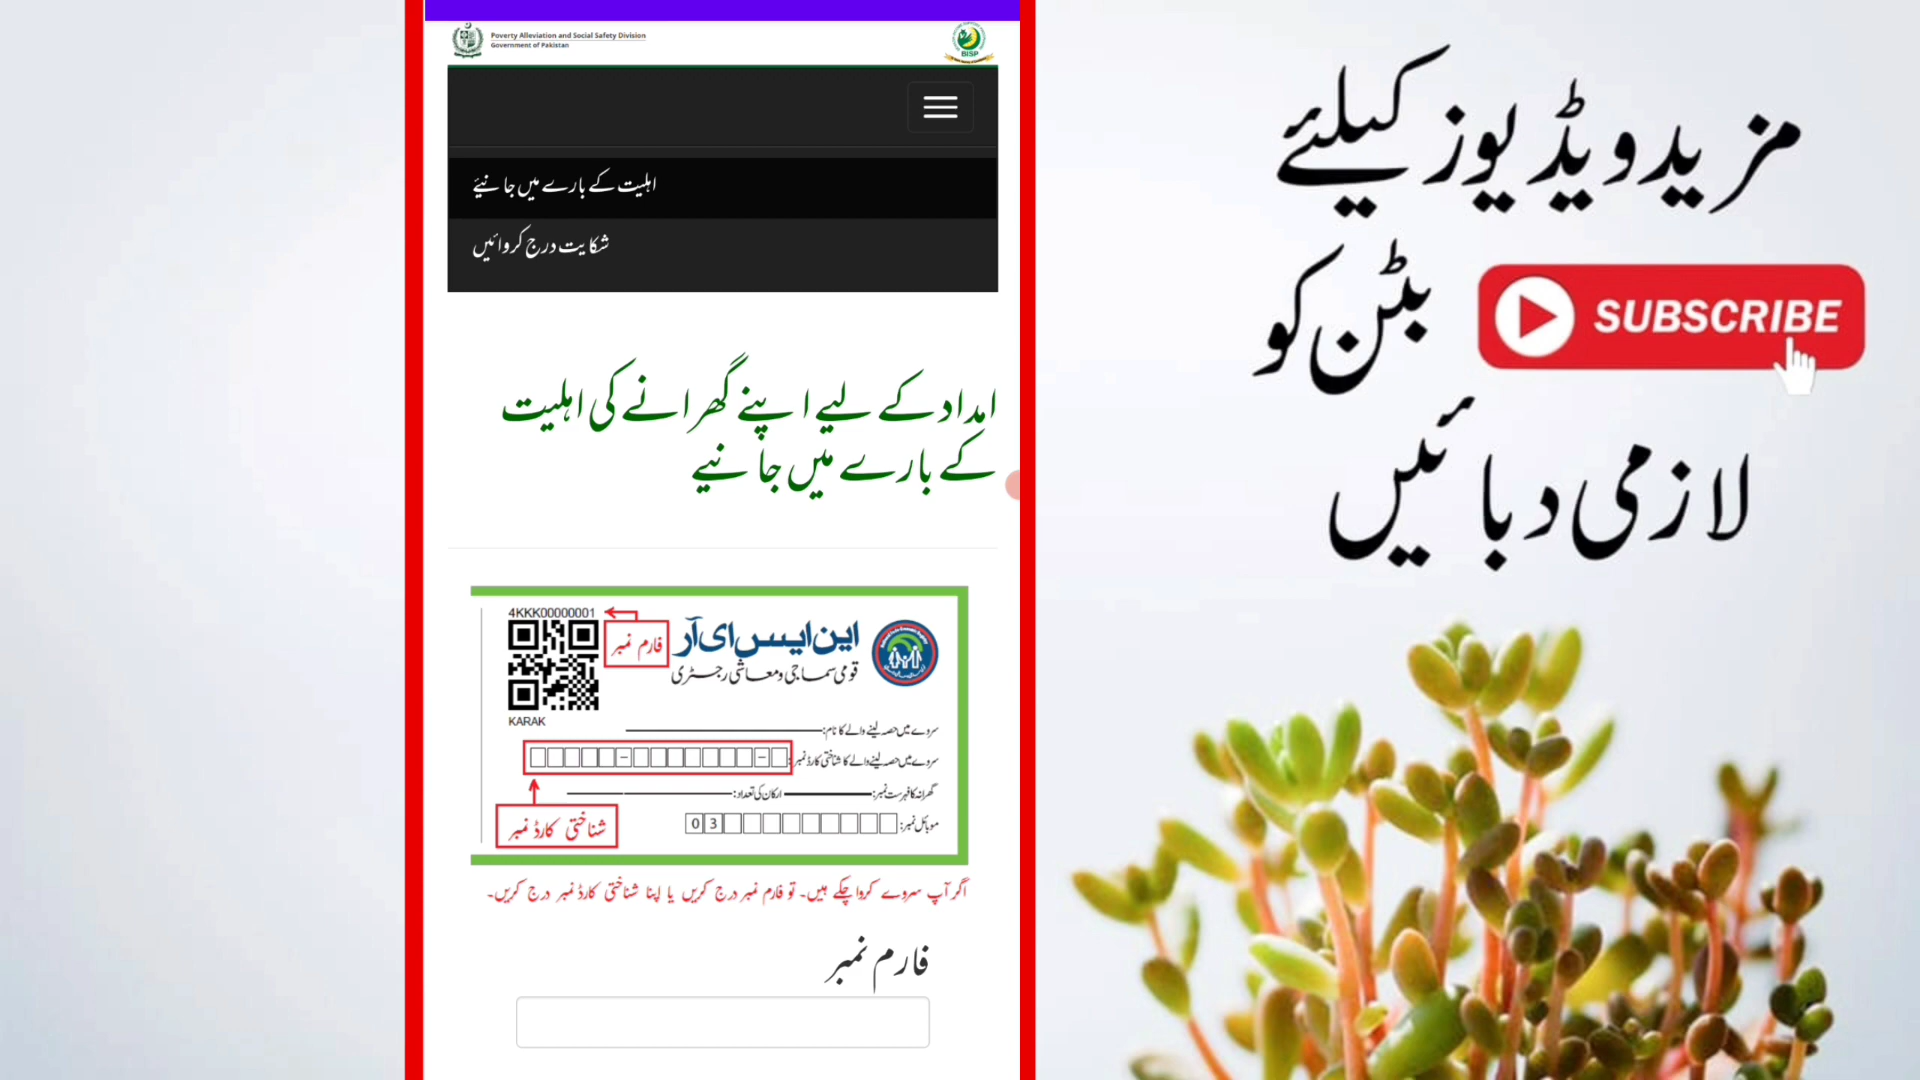 Poverty Alleviation and Social Safety Division
Government of Pakistan
BISP
اہلیت کے بارے میں جانیئے
شکایت درج کروائیں
امداد کے لیے اپنے گھرانے کی اہلیت
کے بارے میں جانیے
4KKK00000001
فارم نمبر
این ایس ای آر
قومی سماجی و معاشی رجسٹری
KARAK
سروے میں حصہ لینے والے کا نام:
سروے میں حصہ لینے والے کا شناختی کارڈ نمبر:
گھرانہ کا فہرست نمبر: ارکان کی تعداد:
شناختی کارڈ نمبر
موبائل نمبر: 03
اگر آپ سروے کروا چکے ہیں۔ تو فارم نمبر درج کریں یا اپنا شناختی کارڈ نمبر درج کریں۔
فارم نمبر
مزید ویڈیوز کیلئے
SUBSCRIBE بٹن کو
لازمی دبائیں